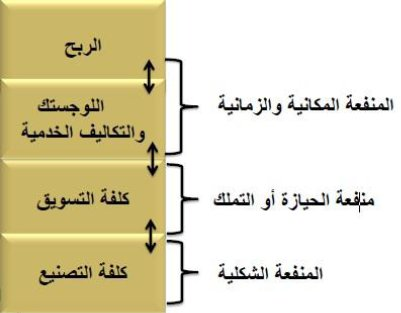 الربح
اللوجستك
والتكاليف الخدمية
المنفعة المكانية والزمانية
كلفة التسويق
منفعة الحيازة أو التملك
كلفة التصنيع
المنفعة الشكلية